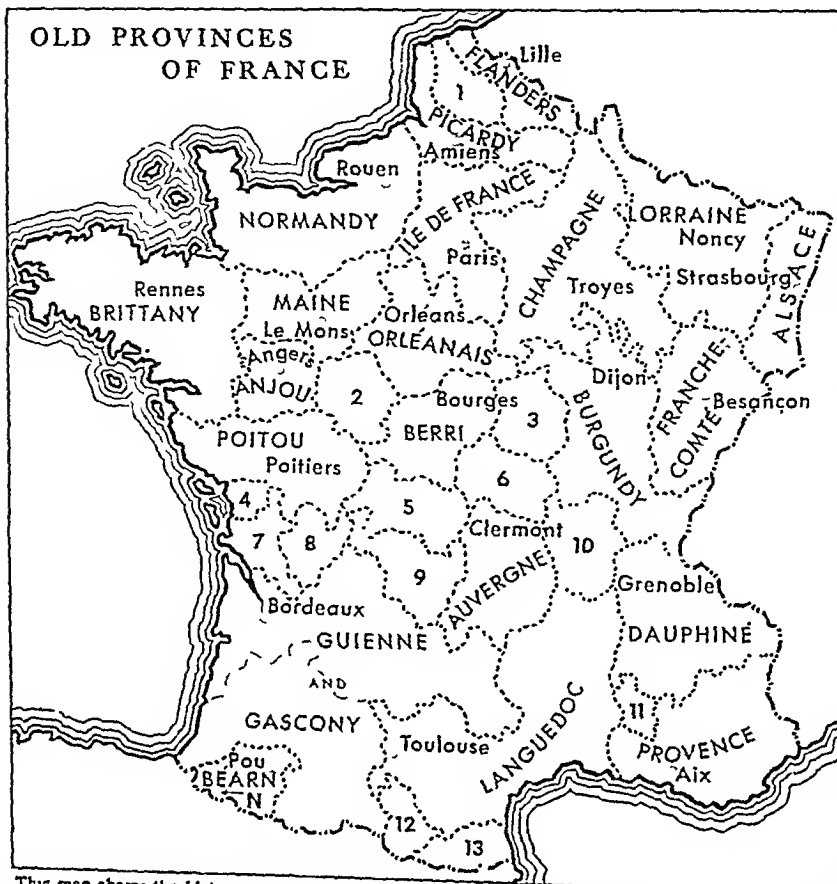 OLD PROVINCES
OF FRANCE
Lille
FLANDERS
1
PICARDY
Amiens
Rouen
NORMANDY
ILE DE FRANCE
Paris
CHAMPAGNE
LORRAINE
Noncy
Strasbourg
ALSACE
Troyes
Rennes
BRITTANY
MAINE
Le Mons
Orléans
ORLÉANAIS
Angers
ANJOU
2
Bourges
BERRI
3
Dijon
BURGUNDY
FRANCHE-
COMTÉ
Besançon
POITOU
Poitiers
6
4
5
7
8
Clermont
10
9
AUVERGNE
Grenoble
Bordeaux
GUIENNE
DAUPHINÉ
AND
GASCONY
Toulouse
LANGUEDOC
11
PROVENCE
Aix
Pou
BEARN
N
12
13